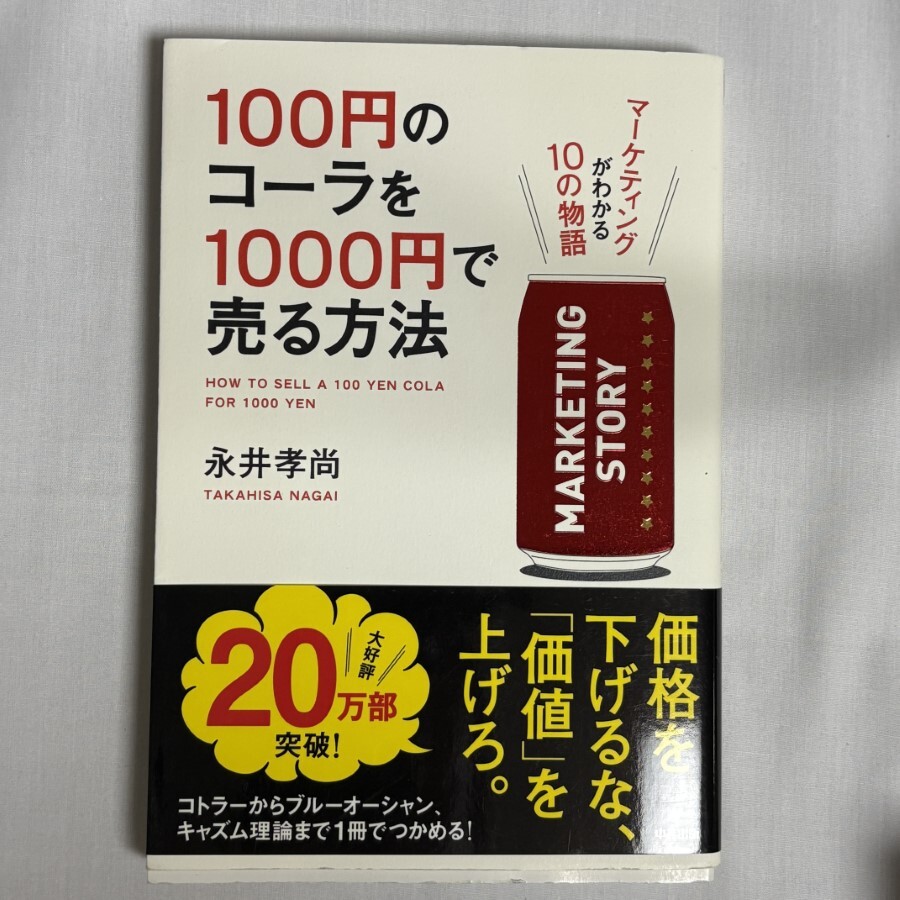 100円の
コーラを
1000円で
売る方法
HOW TO SELL A 100 YEN COLA
FOR 1000 YEN
永井孝尚
TAKAHISA NAGAI
マーケティング
がわかる
10の物語
MARKETING
STORY
価格を
下げるな、
「価値」を
上げろ。
大好評
20万部
突破!
コトラーからブルーオーシャン、
キャズム理論まで1冊でつかめる!